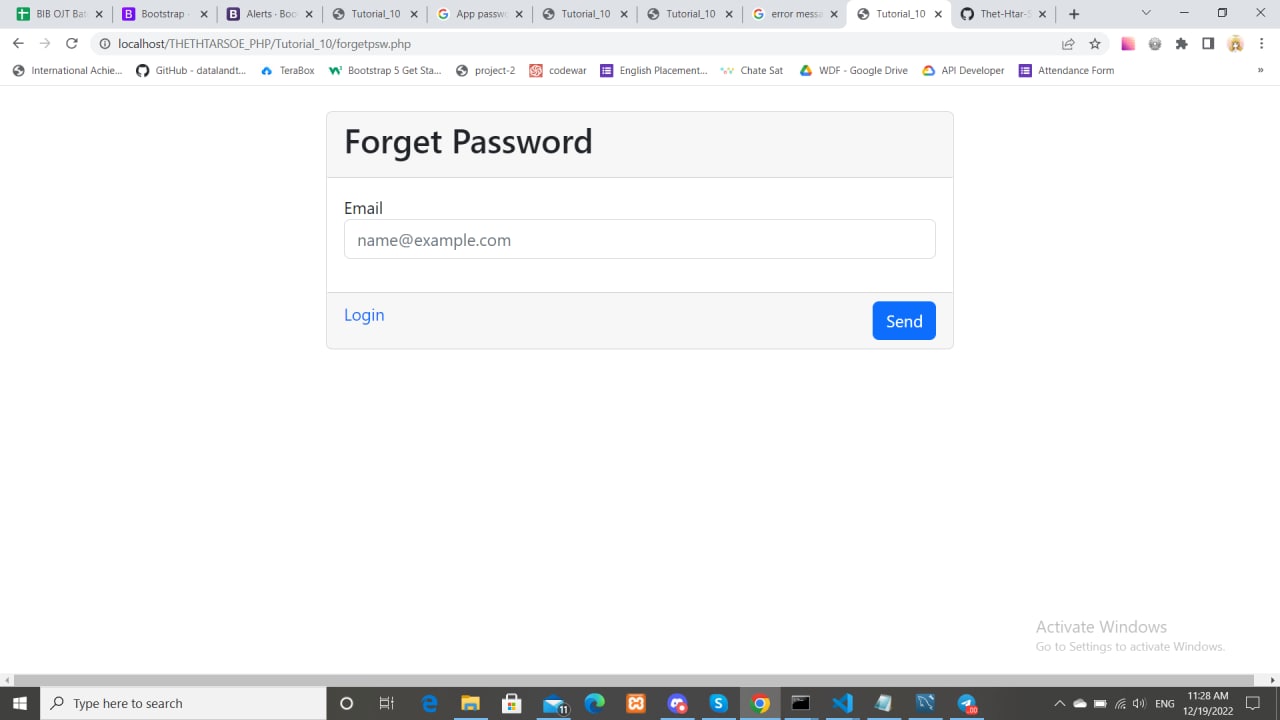 BIB OJT Bat
Bootstrap -
Alerts · Boo
Tutorial_10
App passw
Tutorial_10
Tutorial_10
error messa
Tutorial_10
Thet-Htar-S
localhost/THETHTARSOE_PHP/Tutorial_10/forgetpsw.php
International Achie...
GitHub - datalandt...
TeraBox
Bootstrap 5 Get Sta...
project-2
codewar
English Placement...
Chate Sat
WDF - Google Drive
API Developer
Attendance Form
»
Forget Password
Email
name@example.com
Login
Send
Activate Windows
Go to Settings to activate Windows.
Type here to search
11
ENG
11:28 AM
12/19/2022